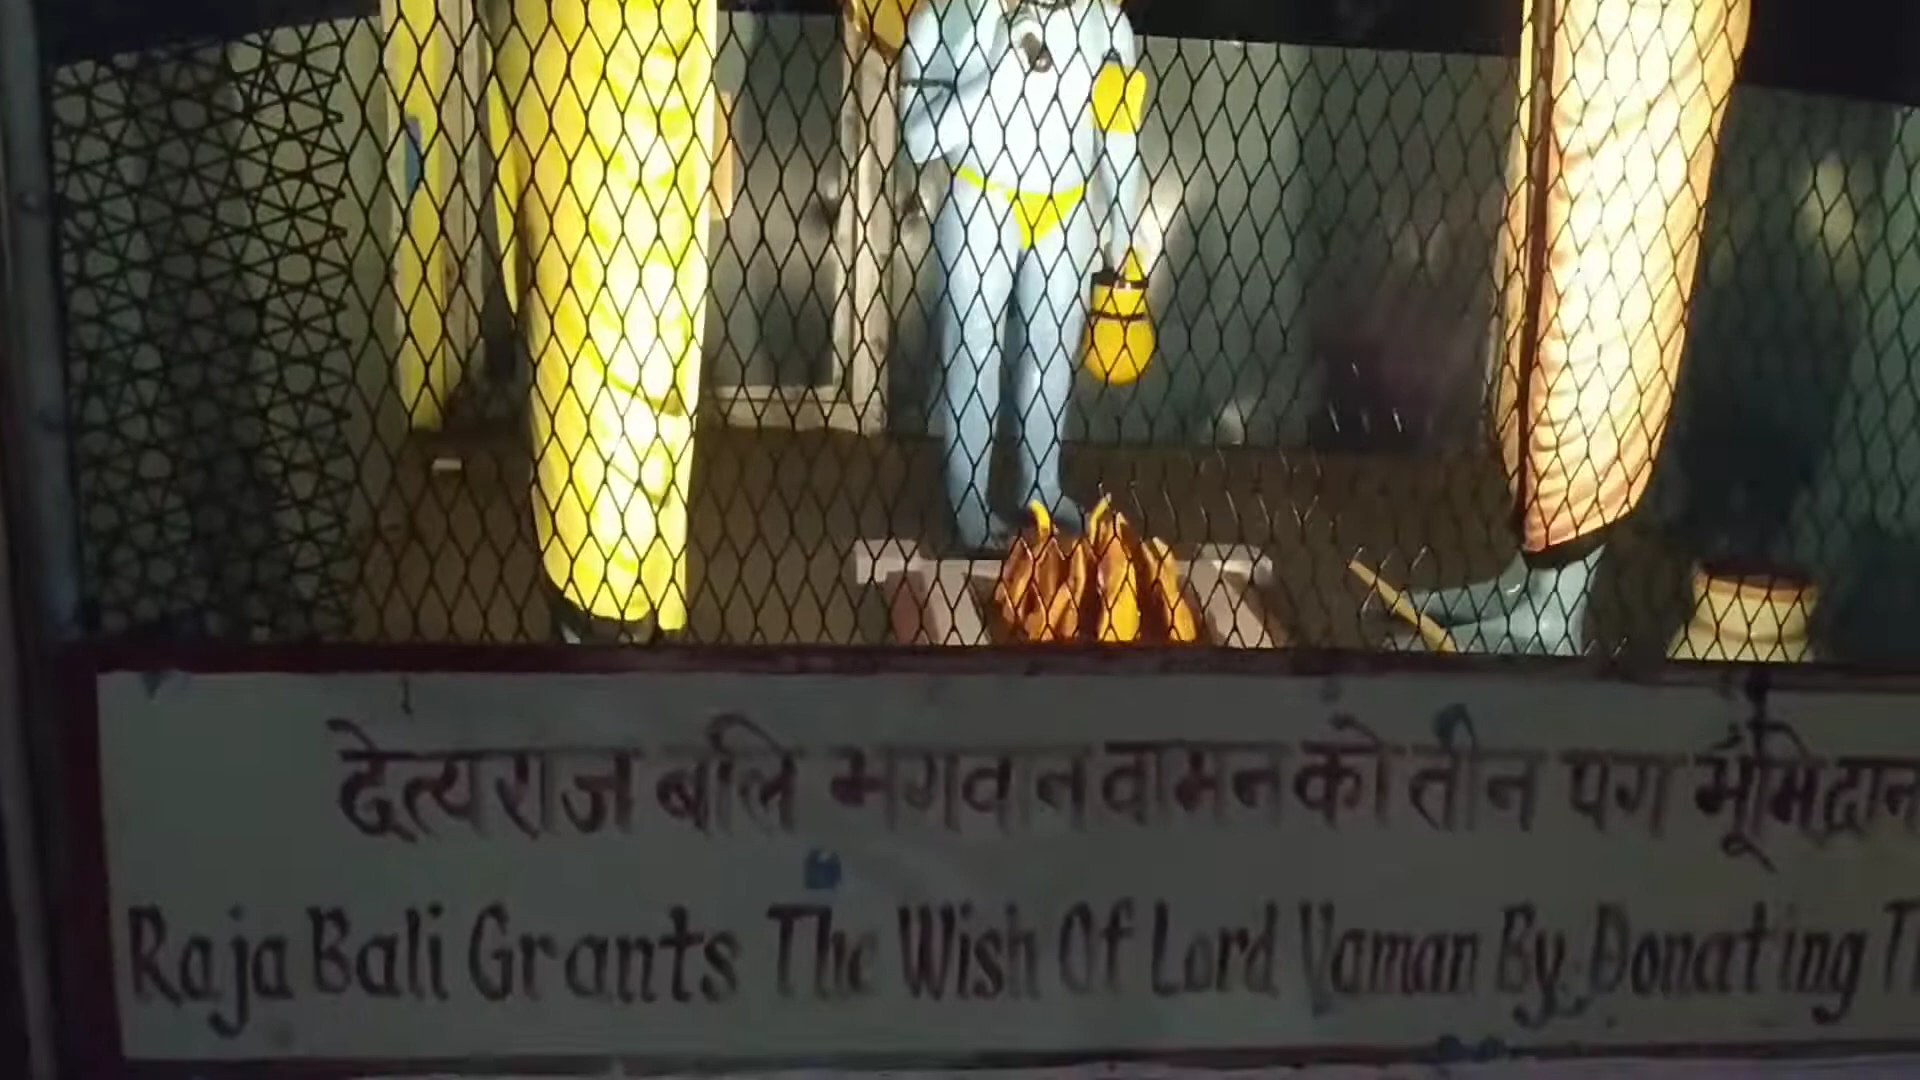 देत्यराज बलि भगवान वामन को तीन पग भूमि दान
Raja Bali Grants The Wish Of Lord Vaman By Donating